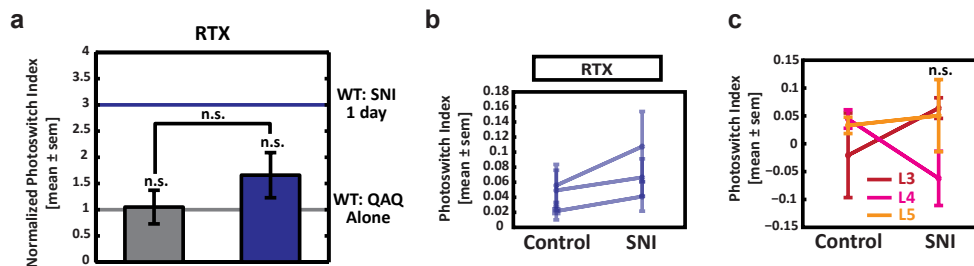 a
RTX
Normalized Photoswitch Index
[mean ± sem]
4
3.5
3
2.5
2
1.5
1
0.5
0
n.s.
n.s.
n.s.
WT: SNI
1 day
WT: QAQ
Alone
b
RTX
Photoswitch Index
[mean ± sem]
0.18
0.16
0.14
0.12
0.1
0.08
0.06
0.04
0.02
0
Control SNI
c
Photoswitch Index
[mean ± sem]
0.15
0.1
0.05
0
−0.05
−0.1
−0.15
n.s.
L3
L4
L5
Control SNI